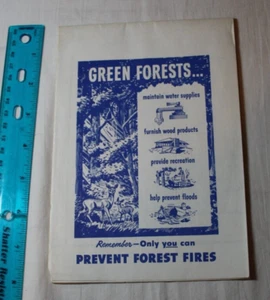 GREEN FORESTS...
maintain water supplies
furnish wood products
provide recreation
help prevent floods
Remember—Only you can
PREVENT FOREST FIRES
Shatter Resis